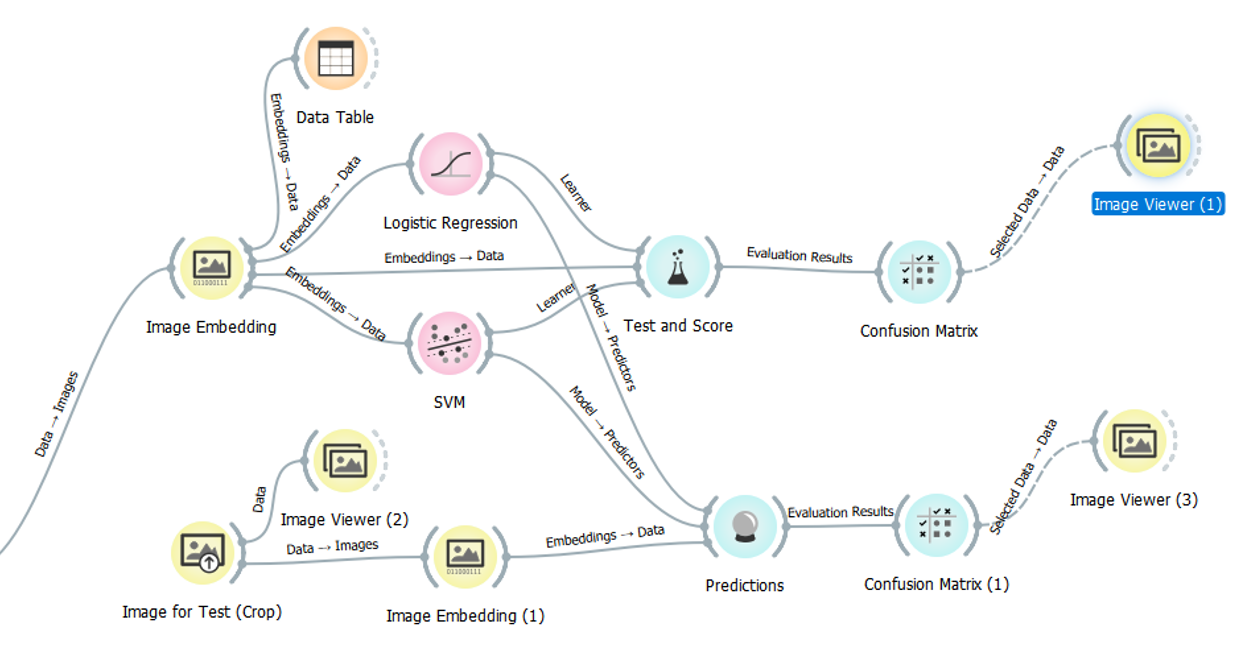 Data Table
Embeddings → Data
Embeddings → Data
Logistic Regression
Learner
Selected Data → Data
Image Viewer (1)
Embeddings → Data
Evaluation Results
Image Embedding
011000111
Embeddings → Data
Learner
Model → Predictors
Test and Score
Confusion Matrix
Data → Images
SVM
Model → Predictors
Selected Data → Data
Data
Image Viewer (2)
Image Viewer (3)
Data → Images
Embeddings → Data
Evaluation Results
011000111
Image for Test (Crop)
Image Embedding (1)
Predictions
Confusion Matrix (1)